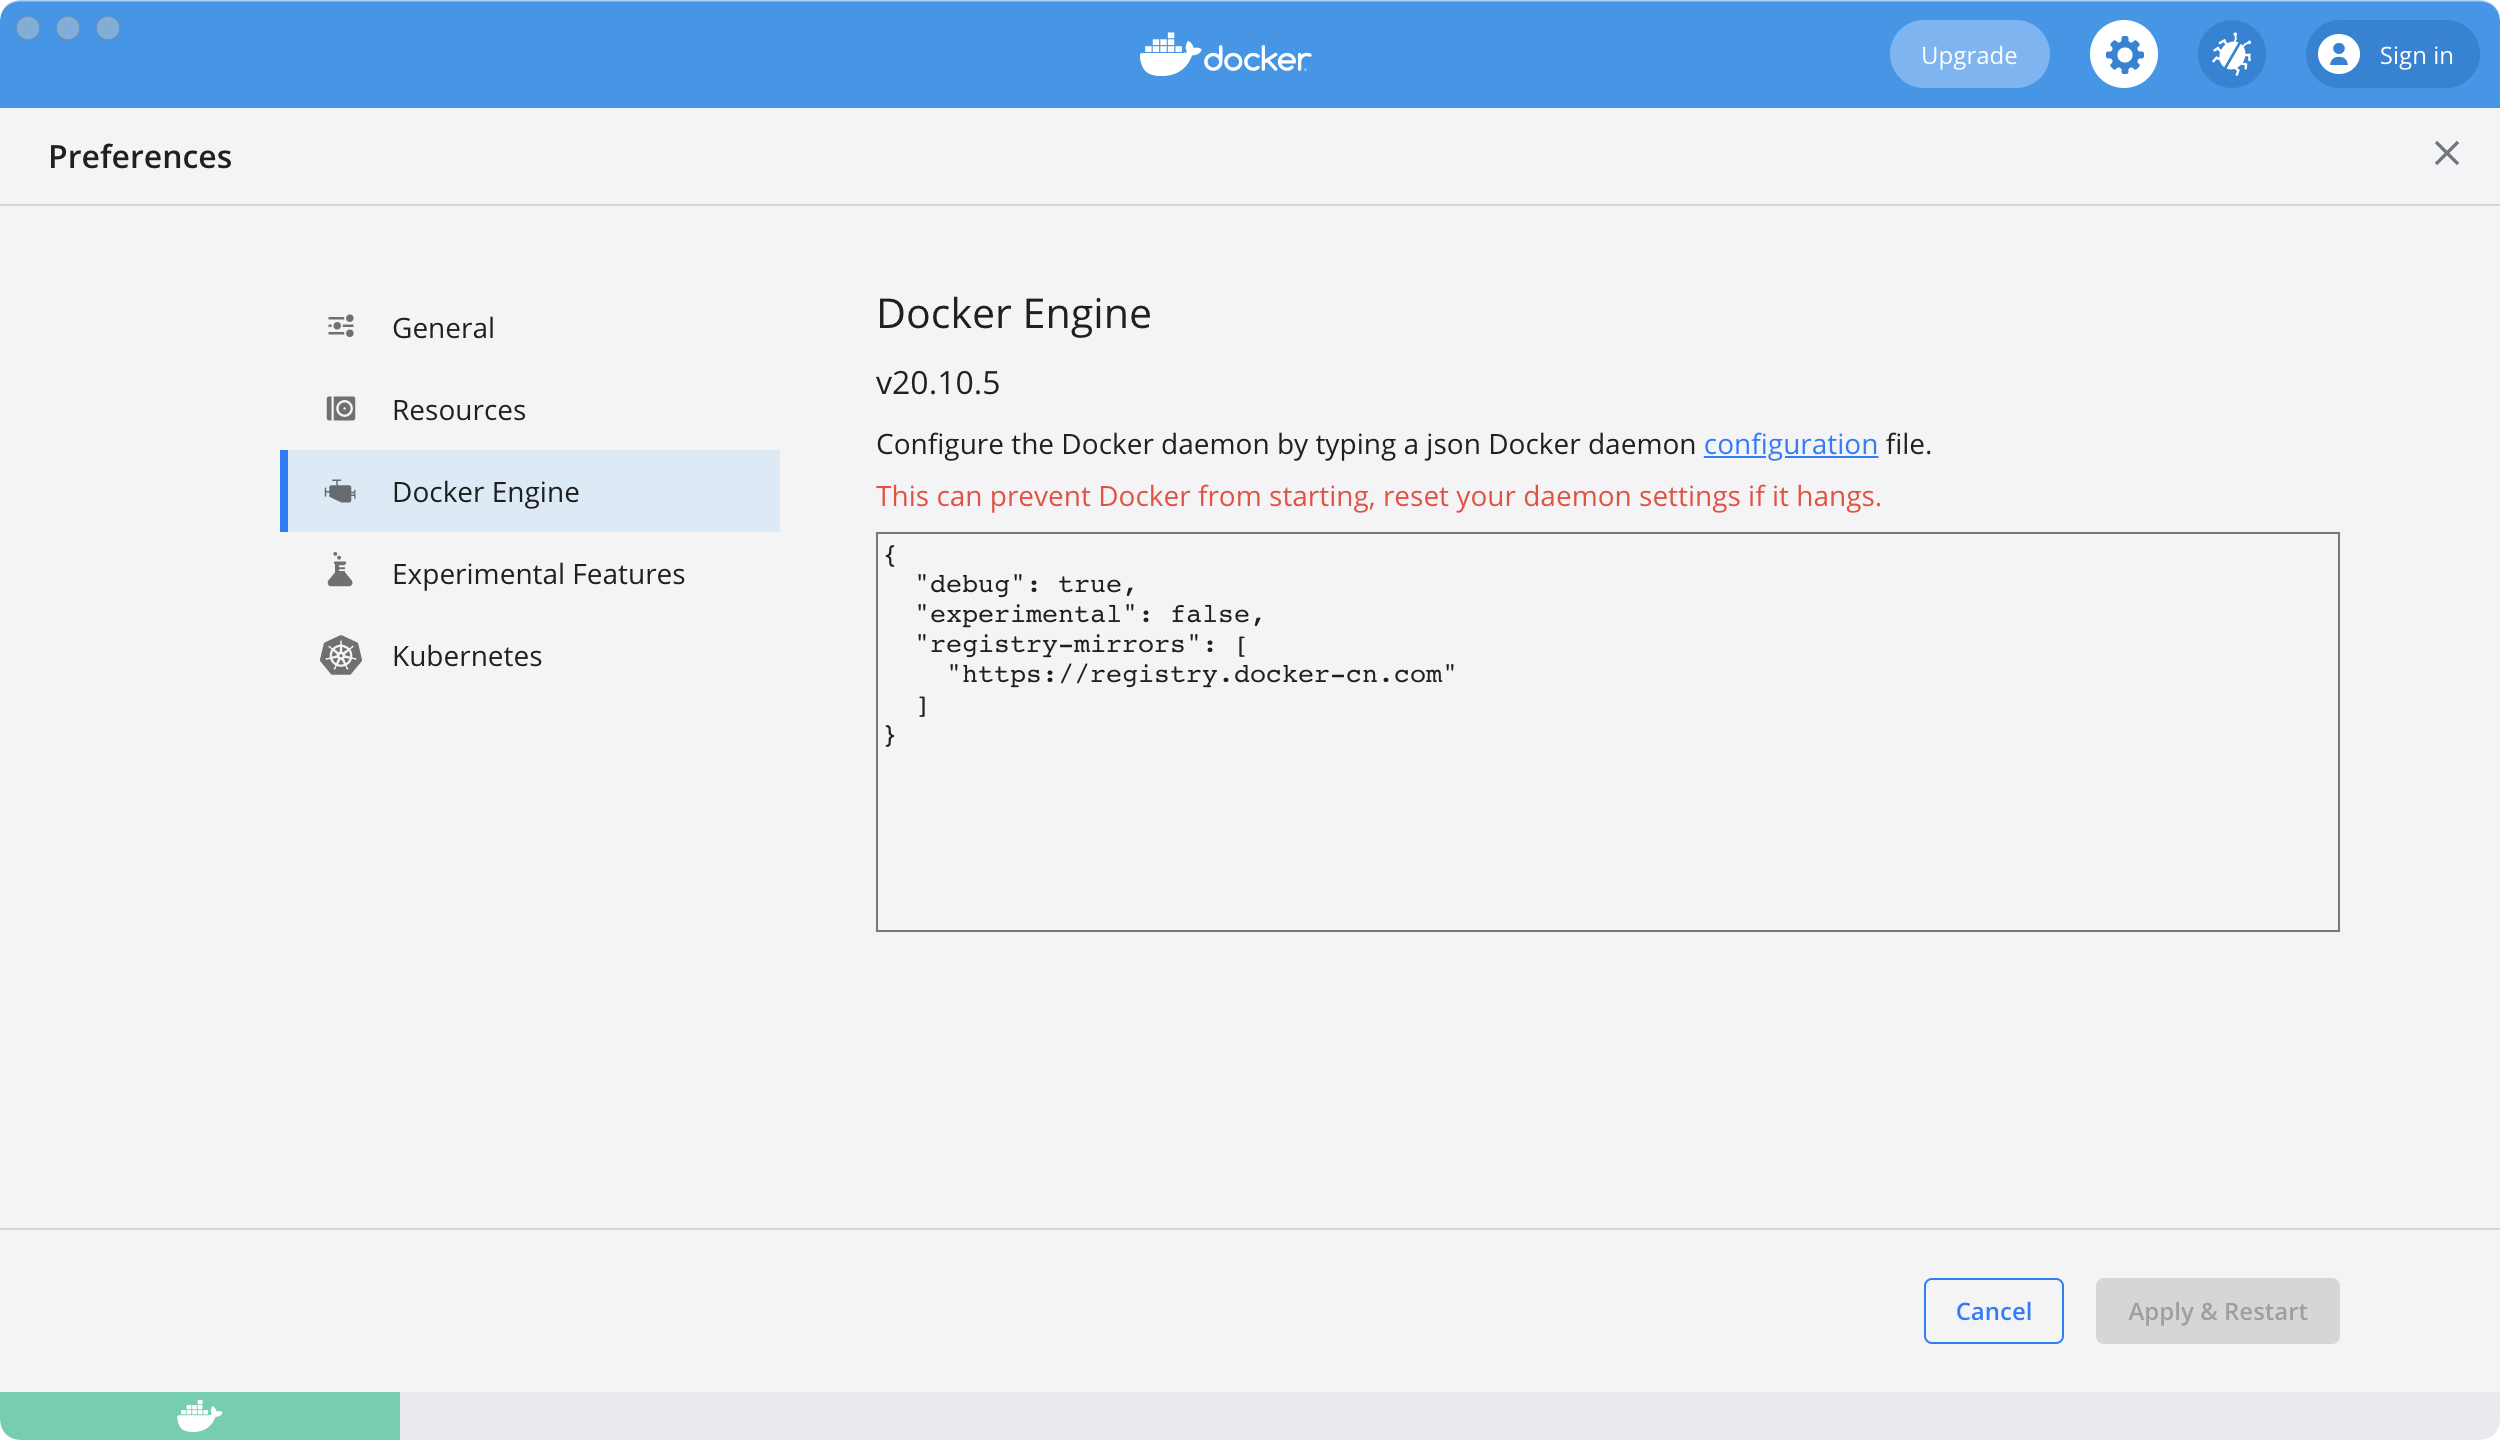 docker
Upgrade
Sign in
Preferences
General
Resources
Docker Engine
Experimental Features
Kubernetes
Docker Engine
v20.10.5
Configure the Docker daemon by typing a json Docker daemon configuration file.
This can prevent Docker from starting, reset your daemon settings if it hangs.
{
  "debug": true,
  "experimental": false,
  "registry-mirrors": [
    "https://registry.docker-cn.com"
  ]
}
Cancel
Apply & Restart